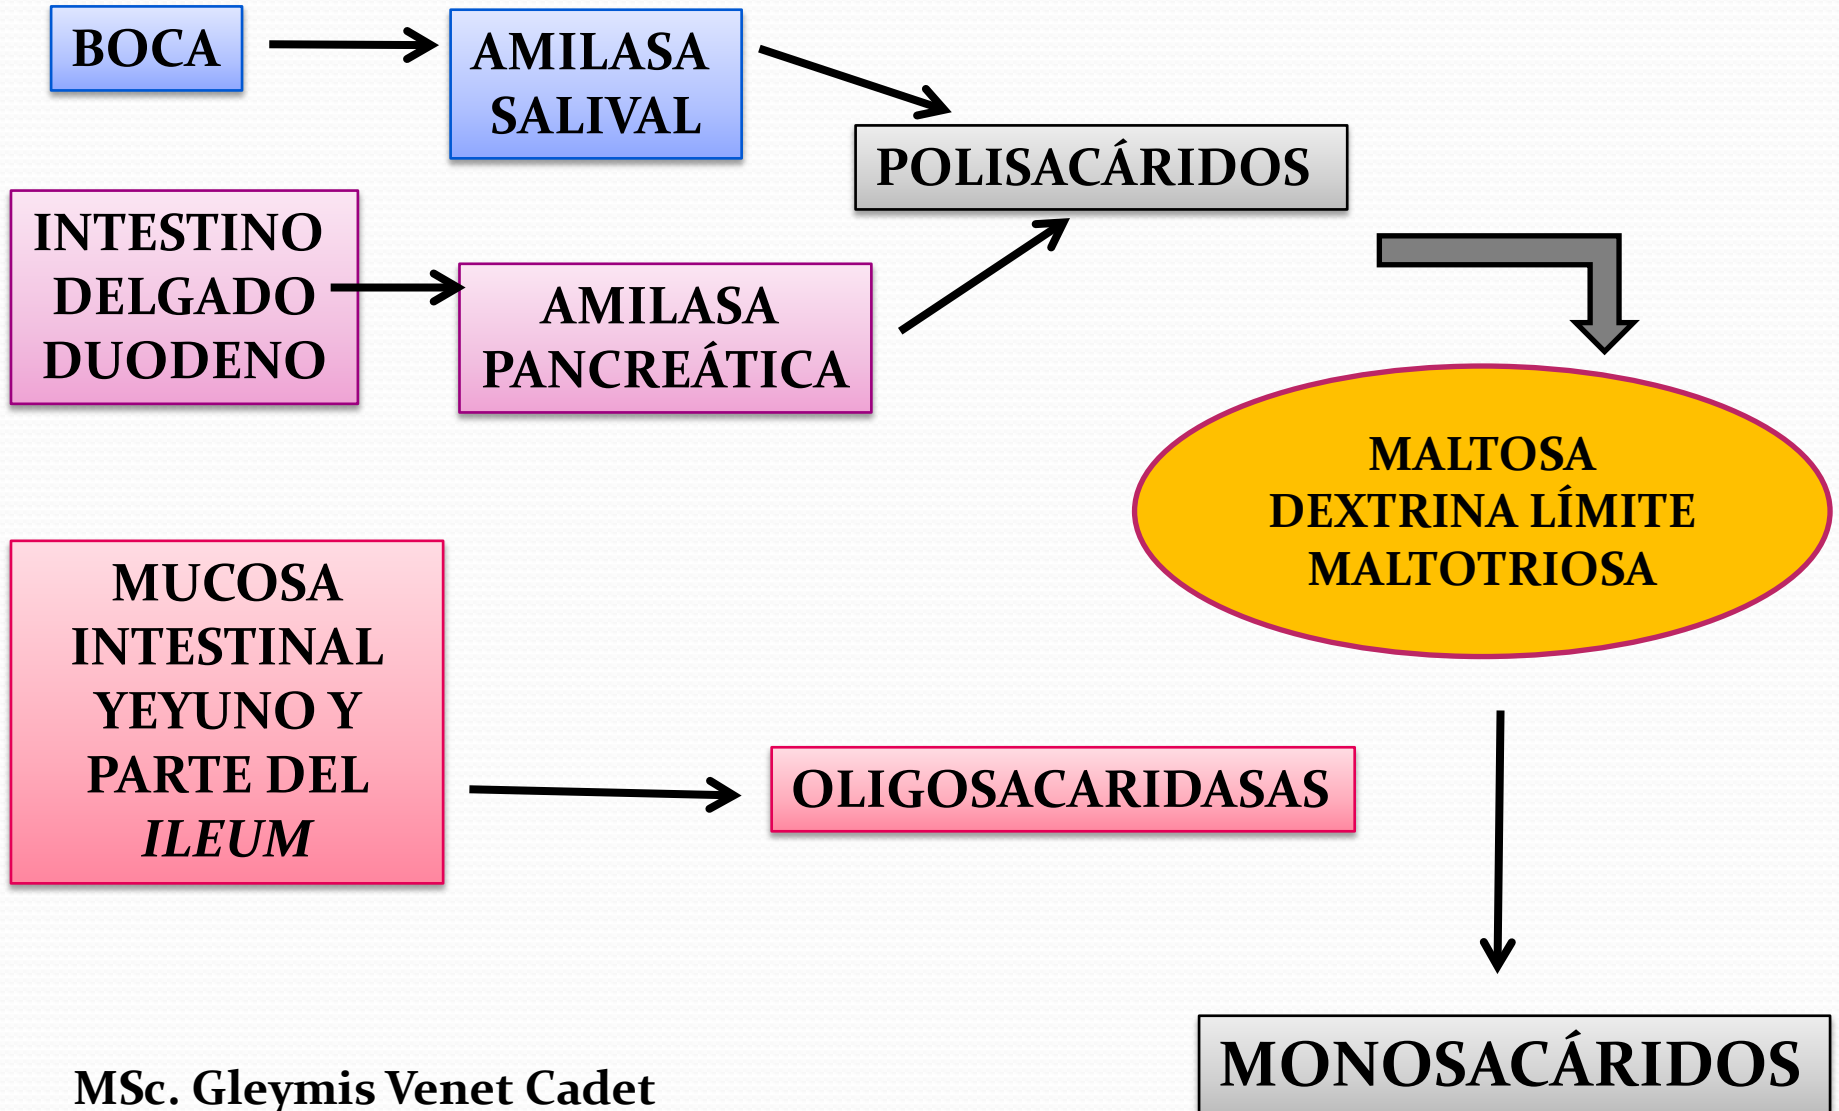 BOCA
AMILASA
SALIVAL
POLISACÁRIDOS
INTESTINO
DELGADO
DUODENO
AMILASA
PANCREÁTICA
MALTOSA
DEXTRINA LÍMITE
MALTOTRIOSA
MUCOSA
INTESTINAL
YEYUNO Y
PARTE DEL
ILEUM
OLIGOSACARIDASAS
MONOSACÁRIDOS
MSc. Gleymis Venet Cadet